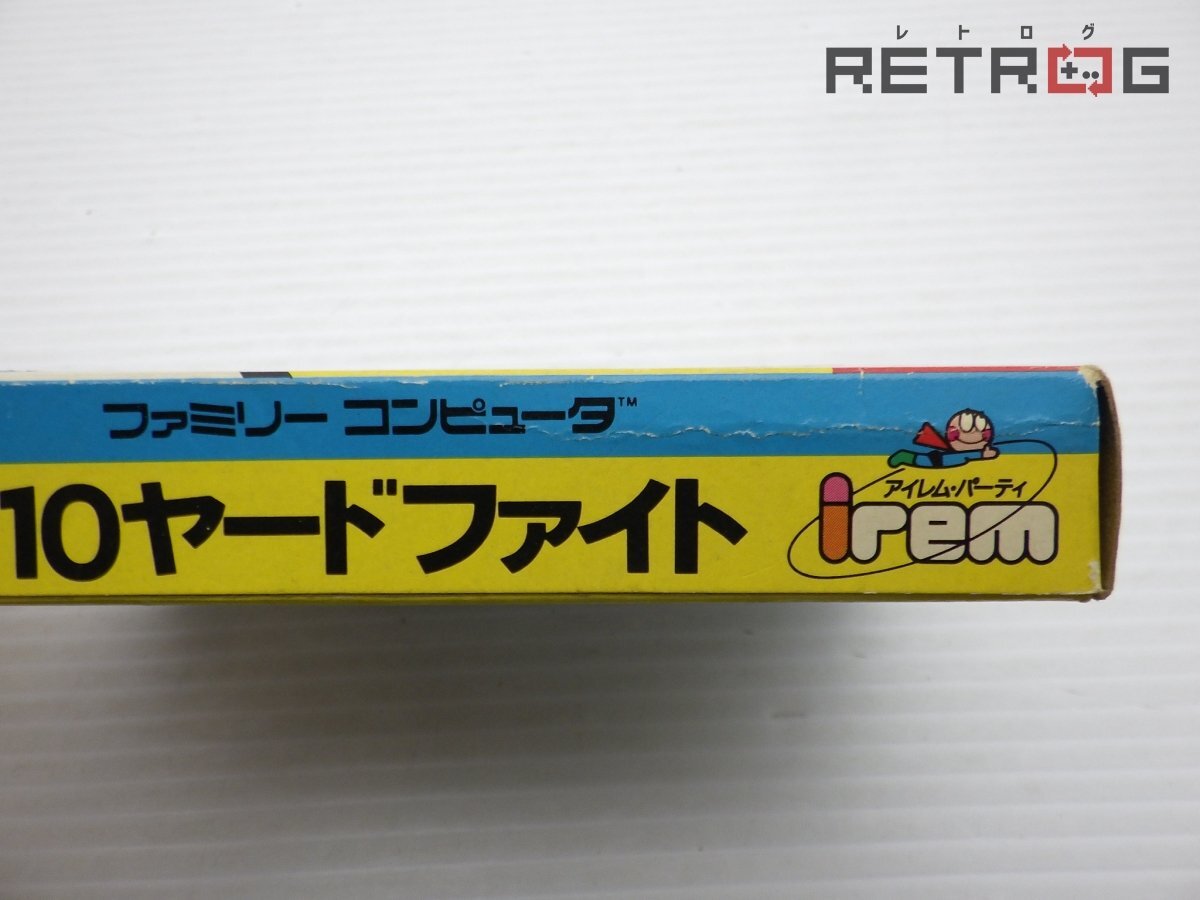 レトログ
RETROG
ファミリー コンピュータ™
10ヤードファイト
アイレム・パーティ
irem